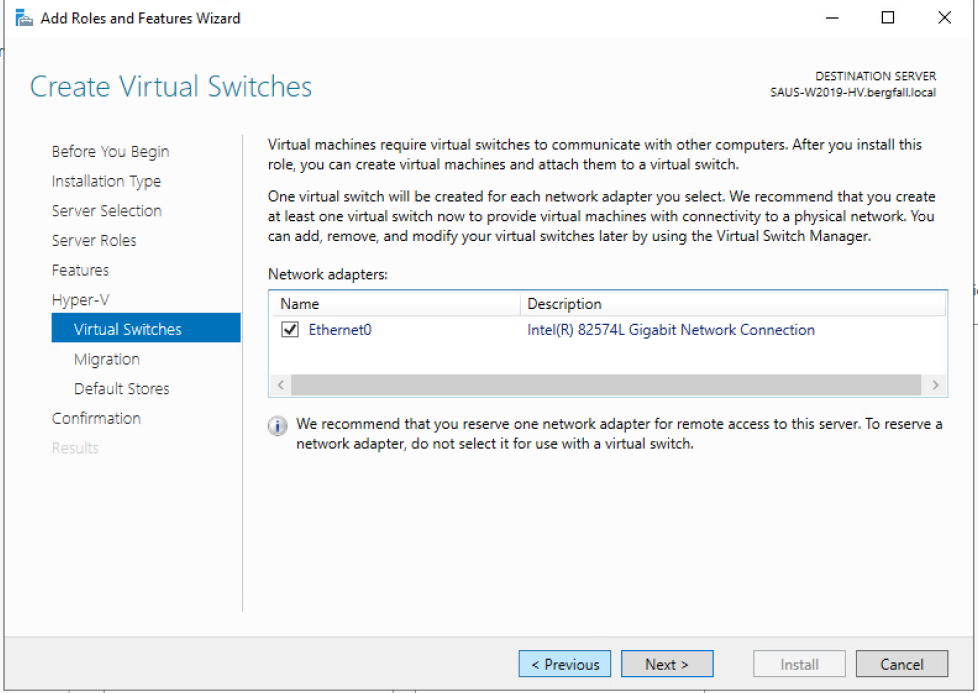 Add Roles and Features Wizard
Create Virtual Switches
DESTINATION SERVER
SAUS-W2019-HV.bergfall.local
Before You Begin
Installation Type
Server Selection
Server Roles
Features
Hyper-V
Virtual Switches
Migration
Default Stores
Confirmation
Results
Virtual machines require virtual switches to communicate with other computers. After you install this
role, you can create virtual machines and attach them to a virtual switch.
One virtual switch will be created for each network adapter you select. We recommend that you create
at least one virtual switch now to provide virtual machines with connectivity to a physical network. You
can add, remove, and modify your virtual switches later by using the Virtual Switch Manager.
Network adapters:
Name Description
Ethernet0 Intel(R) 82574L Gigabit Network Connection
We recommend that you reserve one network adapter for remote access to this server. To reserve a
network adapter, do not select it for use with a virtual switch.
< Previous Next > Install Cancel